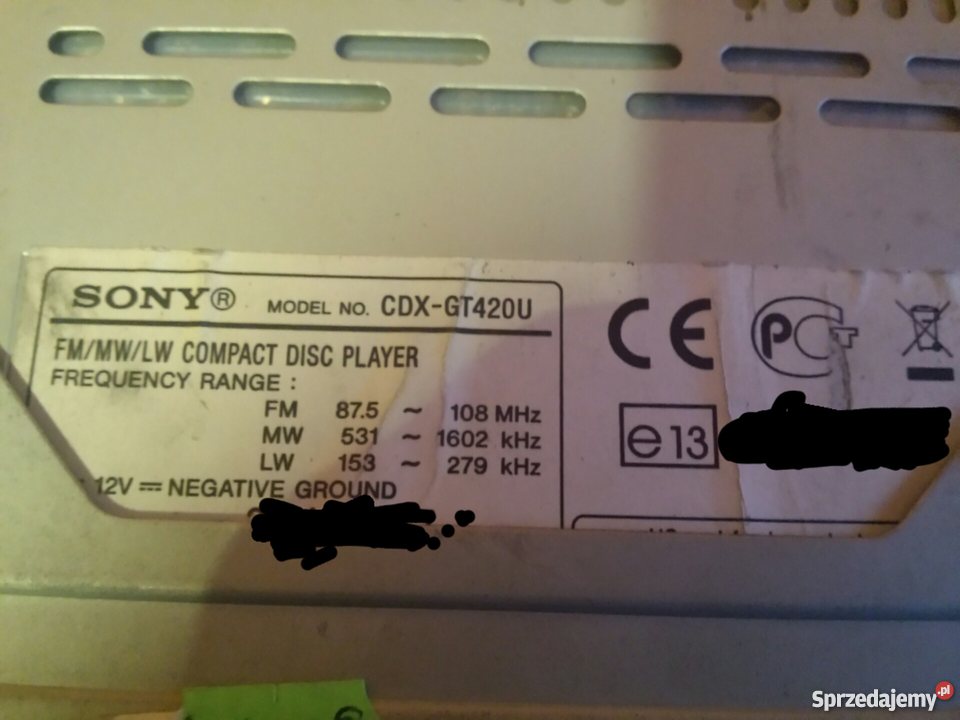 SONY® MODEL NO. CDX-GT420U
FM/MW/LW COMPACT DISC PLAYER
FREQUENCY RANGE :
FM 87.5 ~ 108 MHz
MW 531 ~ 1602 kHz
LW 153 ~ 279 kHz
12V ⎓ NEGATIVE GROUND
CE
PCT
e13
Sprzedajemy.pl